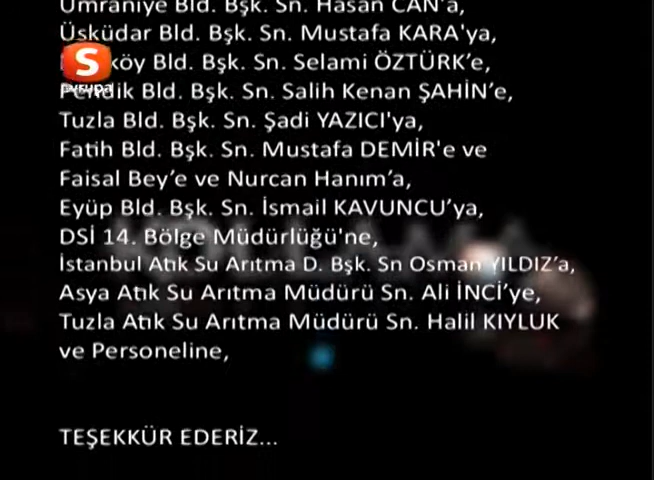 Ümraniye Bld. Bşk. Sn. Hasan CAN'a,
Üsküdar Bld. Bşk. Sn. Mustafa KARA'ya,
köy Bld. Bşk. Sn. Selami ÖZTÜRK’e,
Pendik Bld. Bşk. Sn. Salih Kenan ŞAHİN’e,
Tuzla Bld. Bşk. Sn. Şadi YAZICI'ya,
Fatih Bld. Bşk. Sn. Mustafa DEMİR'e ve
Faisal Bey’e ve Nurcan Hanım’a,
Eyüp Bld. Bşk. Sn. İsmail KAVUNCU’ya,
DSİ 14. Bölge Müdürlüğü'ne,
İstanbul Atık Su Arıtma D. Bşk. Sn Osman YILDIZ’a,
Asya Atık Su Arıtma Müdürü Sn. Ali İNCİ’ye,
Tuzla Atık Su Arıtma Müdürü Sn. Halil KIYLUK
ve Personeline,
TEŞEKKÜR EDERİZ...
S
avrupa